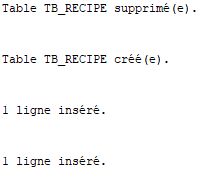 Table TB_RECIPE supprimé(e).
Table TB_RECIPE créé(e).
1 ligne inséré.
1 ligne inséré.